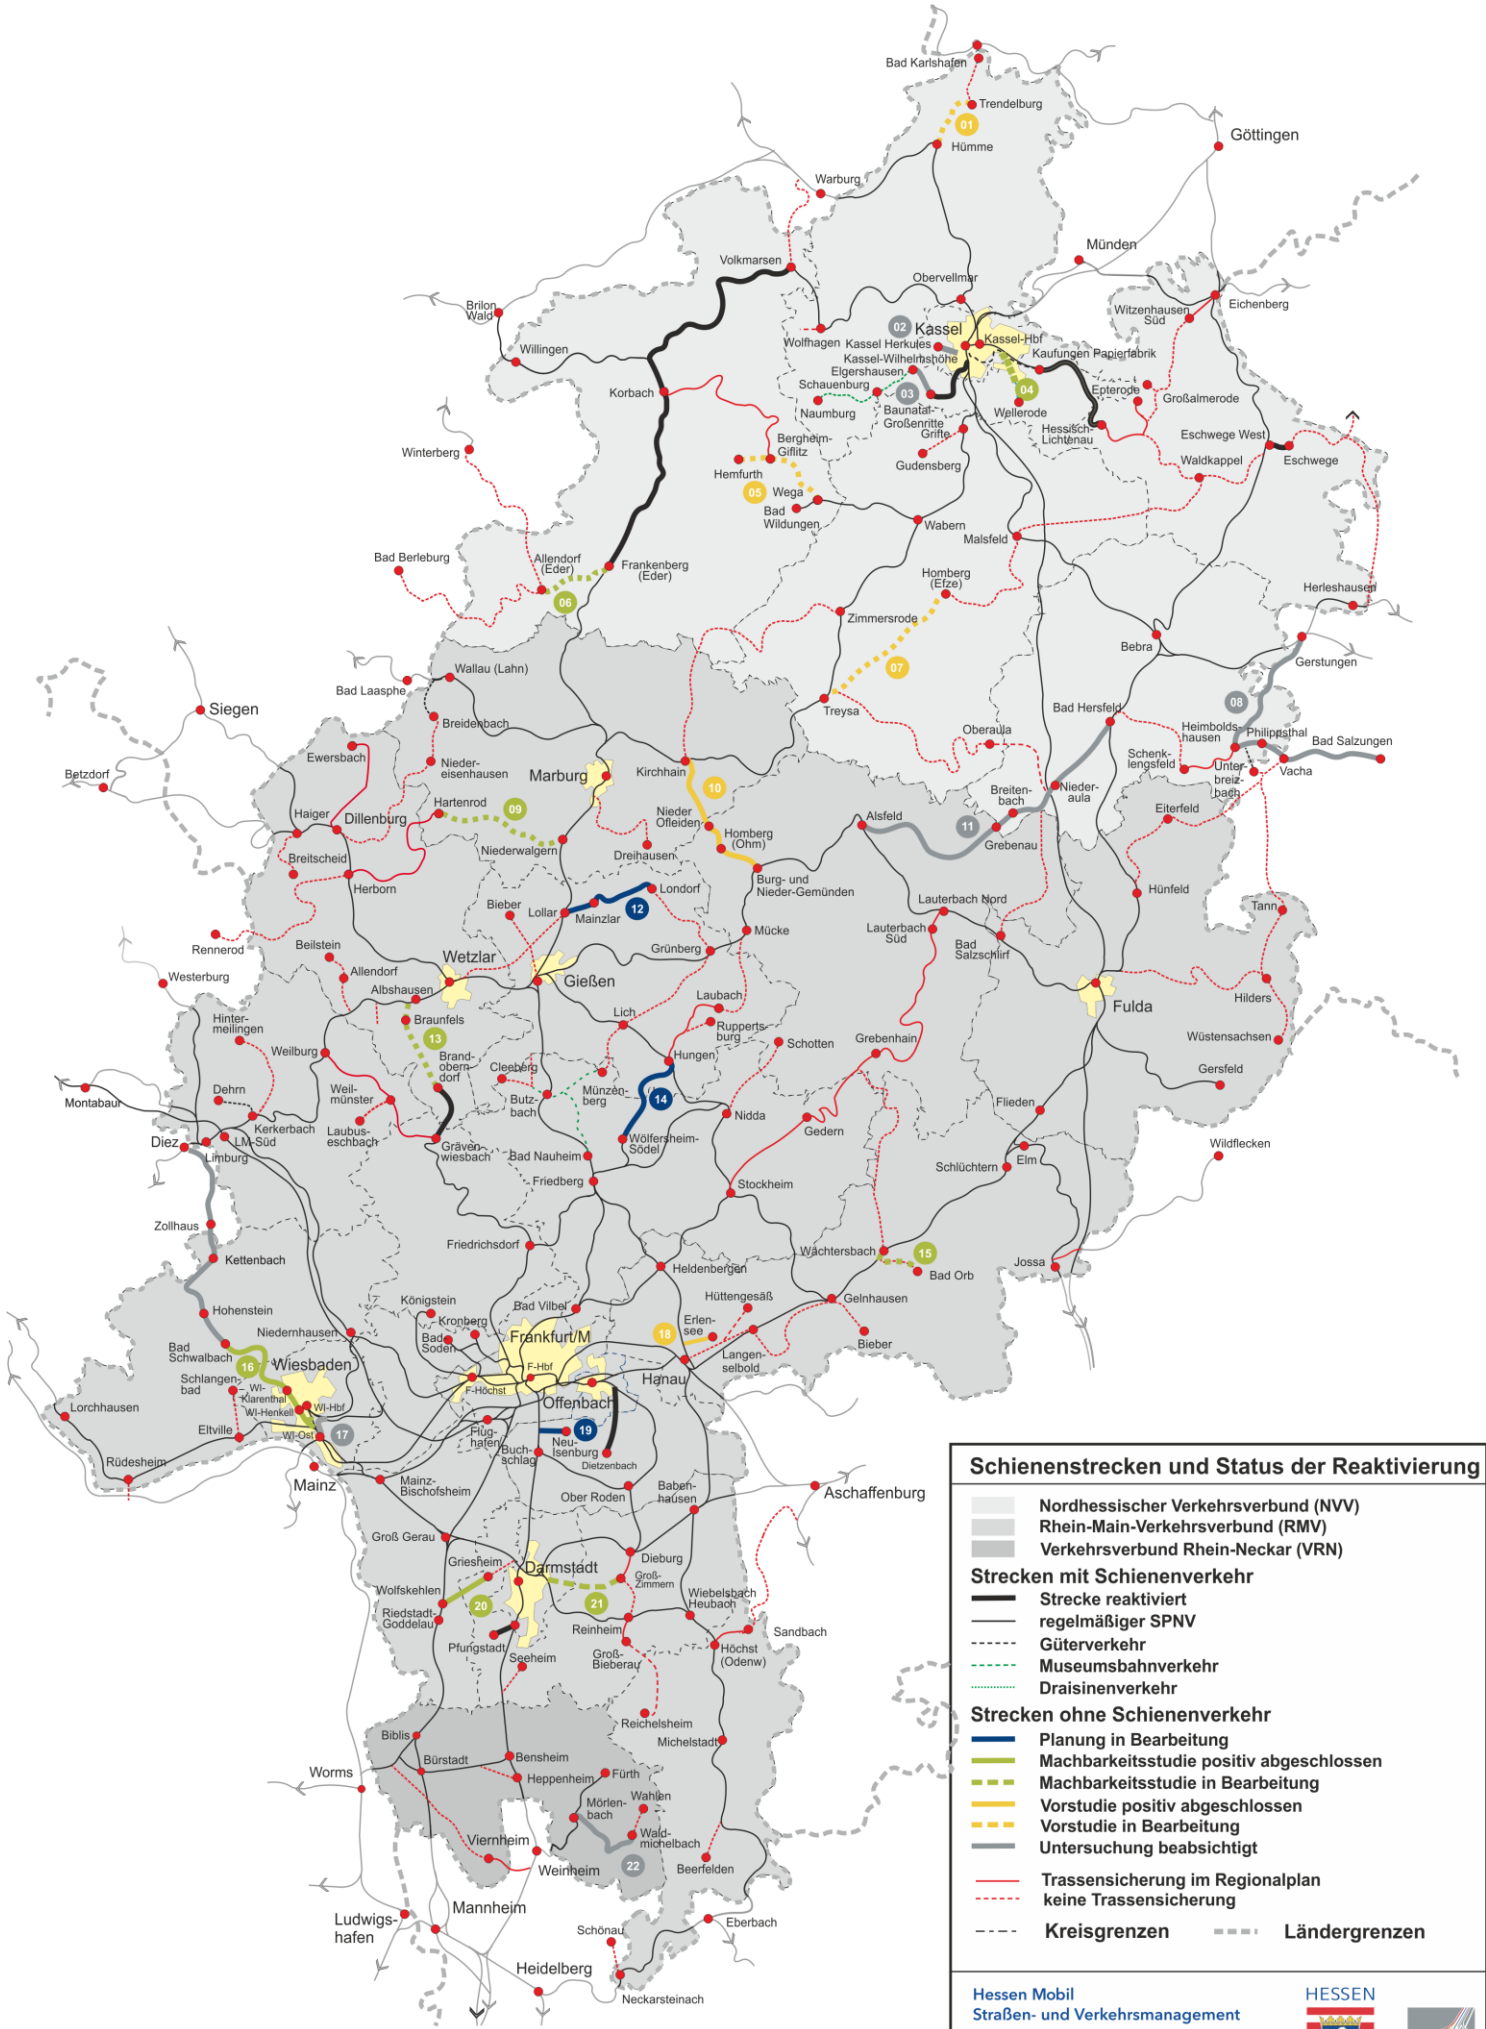 Bad Karlshafen
Trendelburg
01
Hümme
Göttingen
Warburg
Münden
Volkmarsen
Obervellmar
Eichenberg
Witzenhausen
Süd
Brilon
Wald
Willingen
Wolfhagen
02
Kassel
Kassel-Hbf
Kassel Herkules
Kassel-Wilhelmshöhe
Kaufungen Papierfabrik
Elgershausen
Schauenburg
03
04
Epterode
Großalmerode
Korbach
Naumburg
Baunatal-
Großenritte
Wellerode
Hessisch-
Lichtenau
Grifte
Gudensberg
Eschwege West
Eschwege
Waldkappel
Winterberg
Bergheim-
Giflitz
Hemfurth
05
Wega
Bad
Wildungen
Wabern
Malsfeld
Bad Berleburg
Allendorf
(Eder)
Frankenberg
(Eder)
06
Homberg
(Efze)
Herleshausen
Zimmersrode
07
Bebra
Gerstungen
Wallau (Lahn)
Bad Laasphe
Siegen
Breidenbach
Treysa
Oberaula
Bad Hersfeld
08
Heimbolds-
hausen
Philippsthal
Bad Salzungen
Schenk-
lengsfeld
Unter-
breiz-
bach
Vacha
Ewersbach
Nieder-
eisenhausen
Betzdorf
Marburg
Kirchhain
10
Breiten-
bach
Nieder-
aula
Eiterfeld
Hartenrod
09
Haiger
Dillenburg
Nieder
Ofleiden
Homberg
(Ohm)
Alsfeld
11
Grebenau
Niederwalgern
Dreihausen
Breitscheid
Herborn
Burg- und
Nieder-Gemünden
Londorf
Bieber
Lollar
Mainzlar
12
Hünfeld
Lauterbach Nord
Tann
Rennerod
Beilstein
Mücke
Lauterbach
Süd
Bad
Salzschlirf
Wetzlar
Grünberg
Gießen
Westerburg
Allendorf
Albshausen
Fulda
Hilders
Hinter-
meilingen
Braunfels
13
Lich
Laubach
Rupperts-
burg
Schotten
Wüstensachsen
Weilburg
Brand-
obern-
dorf
Cleeberg
Hungen
Grebenhain
Gersfeld
Montabaur
Dehrn
Weil-
münster
Butz-
bach
Münzen-
berg
14
Nidda
Flieden
Kerkerbach
Laubus-
eschbach
Gedern
Diez
LM-Süd
Limburg
Gräven-
wiesbach
Wölfersheim-
Södel
Bad Nauheim
Wildflecken
Elm
Schlüchtern
Friedberg
Stockheim
Zollhaus
Kettenbach
Friedrichsdorf
Wächtersbach
15
Bad Orb
Jossa
Heldenbergen
Hohenstein
Königstein
Bad Vilbel
Hüttengesäß
Gelnhausen
Niedernhausen
Kronberg
Bad
Soden
Frankfurt/M
18
Erlen-
see
Bieber
Bad
Schwalbach
16
Wiesbaden
F-Hbf
Langen-
selbold
Schlangen-
bad
WI-
Klarenthal
F-Höchst
Hanau
Lorchhausen
WI-Henkell
WI-Hbf
Offenbach
Eltville
WI-Ost
17
Flug-
hafen
19
Neu-
Isenburg
Rüdesheim
Buch-
schlag
Dietzenbach
Mainz
Mainz-
Bischofsheim
Baben-
hausen
Ober Roden
Aschaffenburg
Groß Gerau
Griesheim
Darmstadt
Dieburg
Groß-
Zimmern
Wolfskehlen
20
21
Wiebelsbach
Heubach
Riedstadt-
Goddelau
Reinheim
Pfungstadt
Seeheim
Groß-
Bieberau
Sandbach
Höchst
(Odenw)
Reichelsheim
Michelstadt
Biblis
Bürstadt
Bensheim
Heppenheim
Fürth
Worms
Mörlen-
bach
Wahlen
Wald-
michelbach
Viernheim
Weinheim
22
Beerfelden
Mannheim
Ludwigs-
hafen
Eberbach
Schönau
Heidelberg
Neckarsteinach
Schienenstrecken und Status der Reaktivierung
Nordhessischer Verkehrsverbund (NVV)
Rhein-Main-Verkehrsverbund (RMV)
Verkehrsverbund Rhein-Neckar (VRN)
Strecken mit Schienenverkehr
Strecke reaktiviert
regelmäßiger SPNV
Güterverkehr
Museumsbahnverkehr
Draisinenverkehr
Strecken ohne Schienenverkehr
Planung in Bearbeitung
Machbarkeitsstudie positiv abgeschlossen
Machbarkeitsstudie in Bearbeitung
Vorstudie positiv abgeschlossen
Vorstudie in Bearbeitung
Untersuchung beabsichtigt
Trassensicherung im Regionalplan
keine Trassensicherung
Kreisgrenzen
Ländergrenzen
Hessen Mobil
Straßen- und Verkehrsmanagement
HESSEN